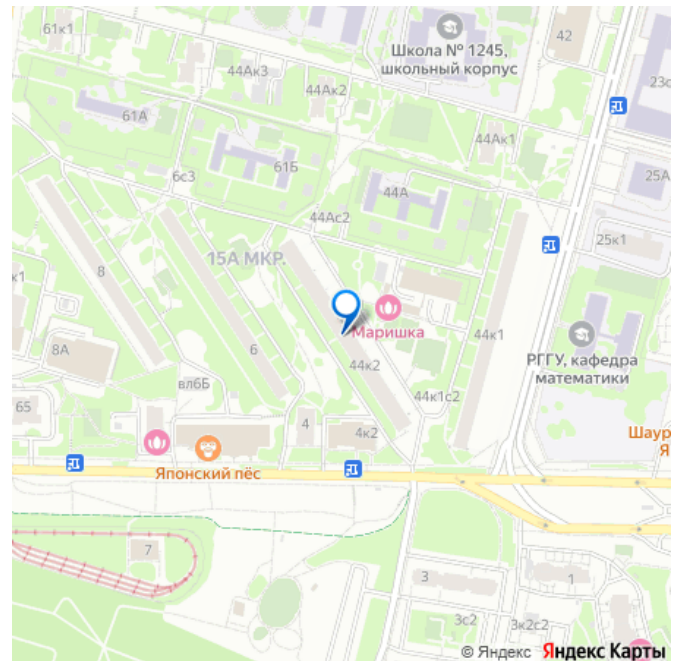 61к1
42
Школа № 1245,
школьный корпус
44Ак3
44Ак2
23с
61А
44Ак1
61Б
6с3
44А
25А
44Ас2
25к1
15А МКР.
8
к1
Маришка
44к1
6
8А
44к2
РГГУ, кафедра
математики
вл6Б
44к1с2
65
4
4к2
Шаур
Я
Японский пёс
7
3
1
3с2
3к2с2
© Яндекс Яндекс Карты